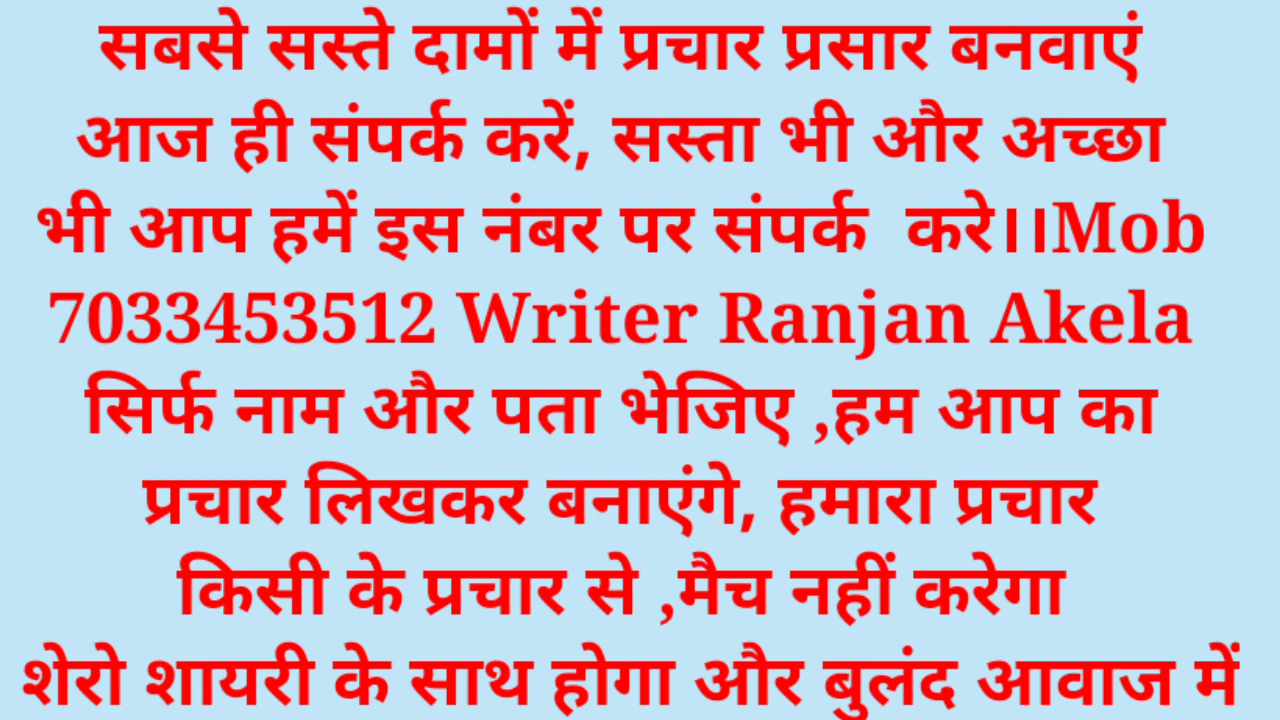 सबसे सस्ते दामों में प्रचार प्रसार बनवाएं
आज ही संपर्क करें, सस्ता भी और अच्छा
भी आप हमें इस नंबर पर संपर्क  करे।।Mob
7033453512 Writer Ranjan Akela
सिर्फ नाम और पता भेजिए ,हम आप का
प्रचार लिखकर बनाएंगे, हमारा प्रचार
किसी के प्रचार से ,मैच नहीं करेगा
शेरो शायरी के साथ होगा और बुलंद आवाज में